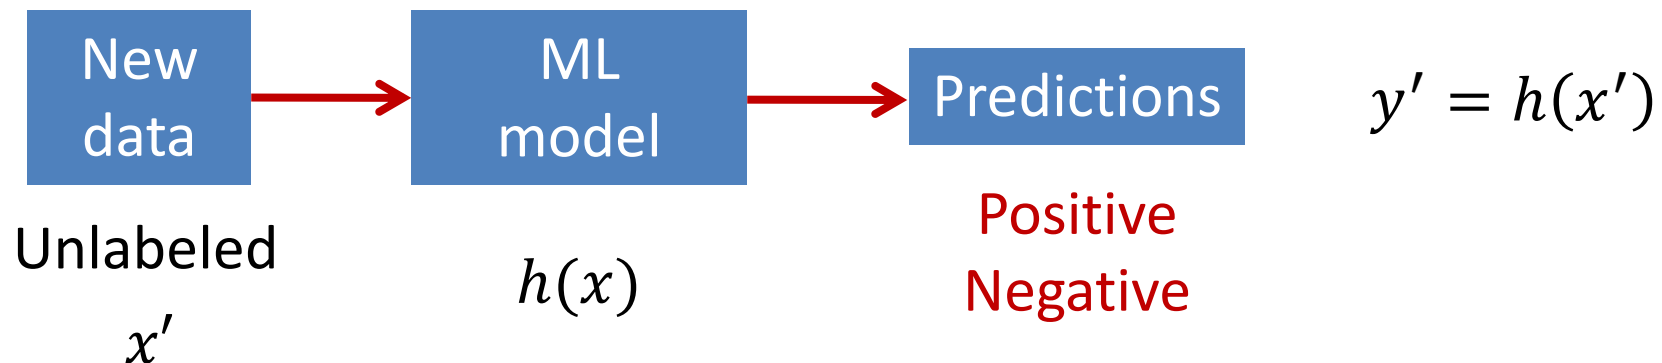 New
data
Unlabeled
x′
ML
model
h(x)
Predictions
Positive
Negative
y′ = h(x′)